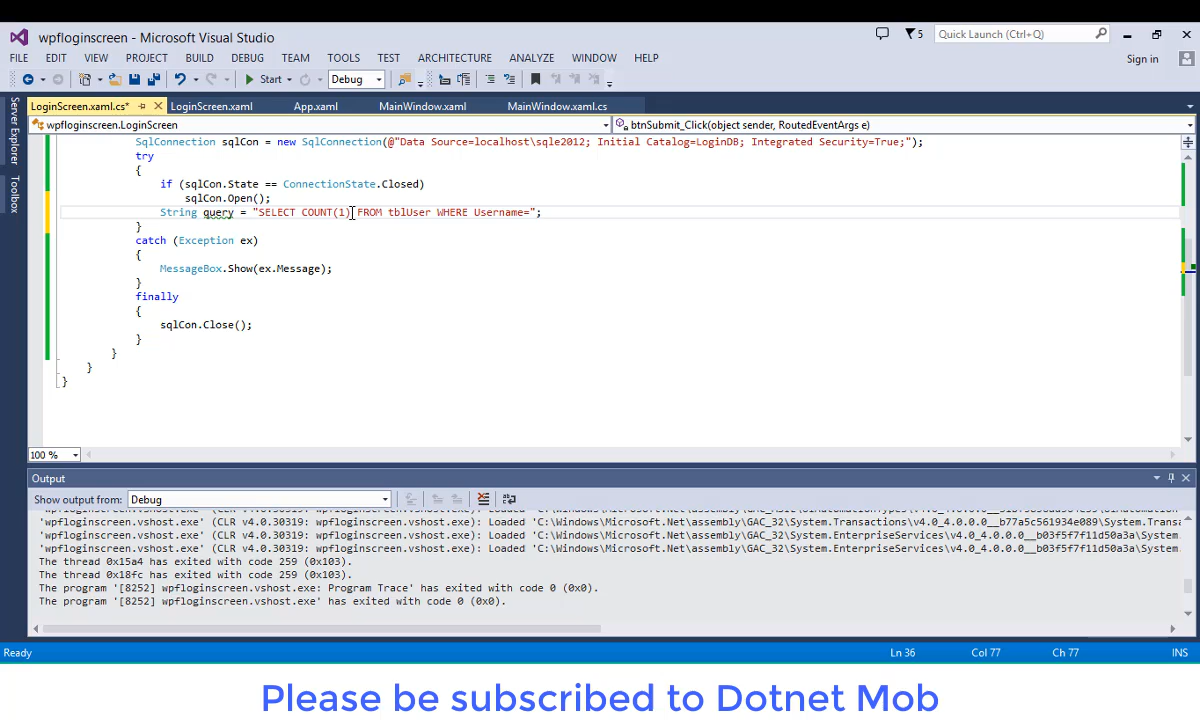 wpfloginscreen - Microsoft Visual Studio
5
Quick Launch (Ctrl+Q)
FILE EDIT VIEW PROJECT BUILD DEBUG TEAM TOOLS TEST ARCHITECTURE ANALYZE WINDOW HELP
Sign in
Start Debug
Server Explorer
Toolbox
LoginScreen.xaml.cs* LoginScreen.xaml App.xaml MainWindow.xaml MainWindow.xaml.cs
wpfloginscreen.LoginScreen btnSubmit_Click(object sender, RoutedEventArgs e)
SqlConnection sqlCon = new SqlConnection(@"Data Source=localhost\sqle2012; Initial Catalog=LoginDB; Integrated Security=True;");
try
{
if (sqlCon.State == ConnectionState.Closed)
sqlCon.Open();
String query = "SELECT COUNT(1) FROM tblUser WHERE Username=";
}
catch (Exception ex)
{
MessageBox.Show(ex.Message);
}
finally
{
sqlCon.Close();
}
}
}
}
100 %
Output
Show output from: Debug
'wpfloginscreen.vshost.exe' (CLR v4.0.30319: wpfloginscreen.vshost.exe): Loaded 'C:\Windows\Microsoft.Net\assembly\GAC_32\System.Transactions\v4.0_4.0.0.0__b77a5c561934e089\System.Transa
'wpfloginscreen.vshost.exe' (CLR v4.0.30319: wpfloginscreen.vshost.exe): Loaded 'C:\Windows\Microsoft.Net\assembly\GAC_32\System.EnterpriseServices\v4.0_4.0.0.0__b03f5f7f11d50a3a\System.
'wpfloginscreen.vshost.exe' (CLR v4.0.30319: wpfloginscreen.vshost.exe): Loaded 'C:\Windows\Microsoft.Net\assembly\GAC_32\System.EnterpriseServices\v4.0_4.0.0.0__b03f5f7f11d50a3a\System.
The thread 0x15a4 has exited with code 259 (0x103).
The thread 0x18fc has exited with code 259 (0x103).
The program '[8252] wpfloginscreen.vshost.exe: Program Trace' has exited with code 0 (0x0).
The program '[8252] wpfloginscreen.vshost.exe' has exited with code 0 (0x0).
Ready Ln 36 Col 77 Ch 77 INS
Please be subscribed to Dotnet Mob